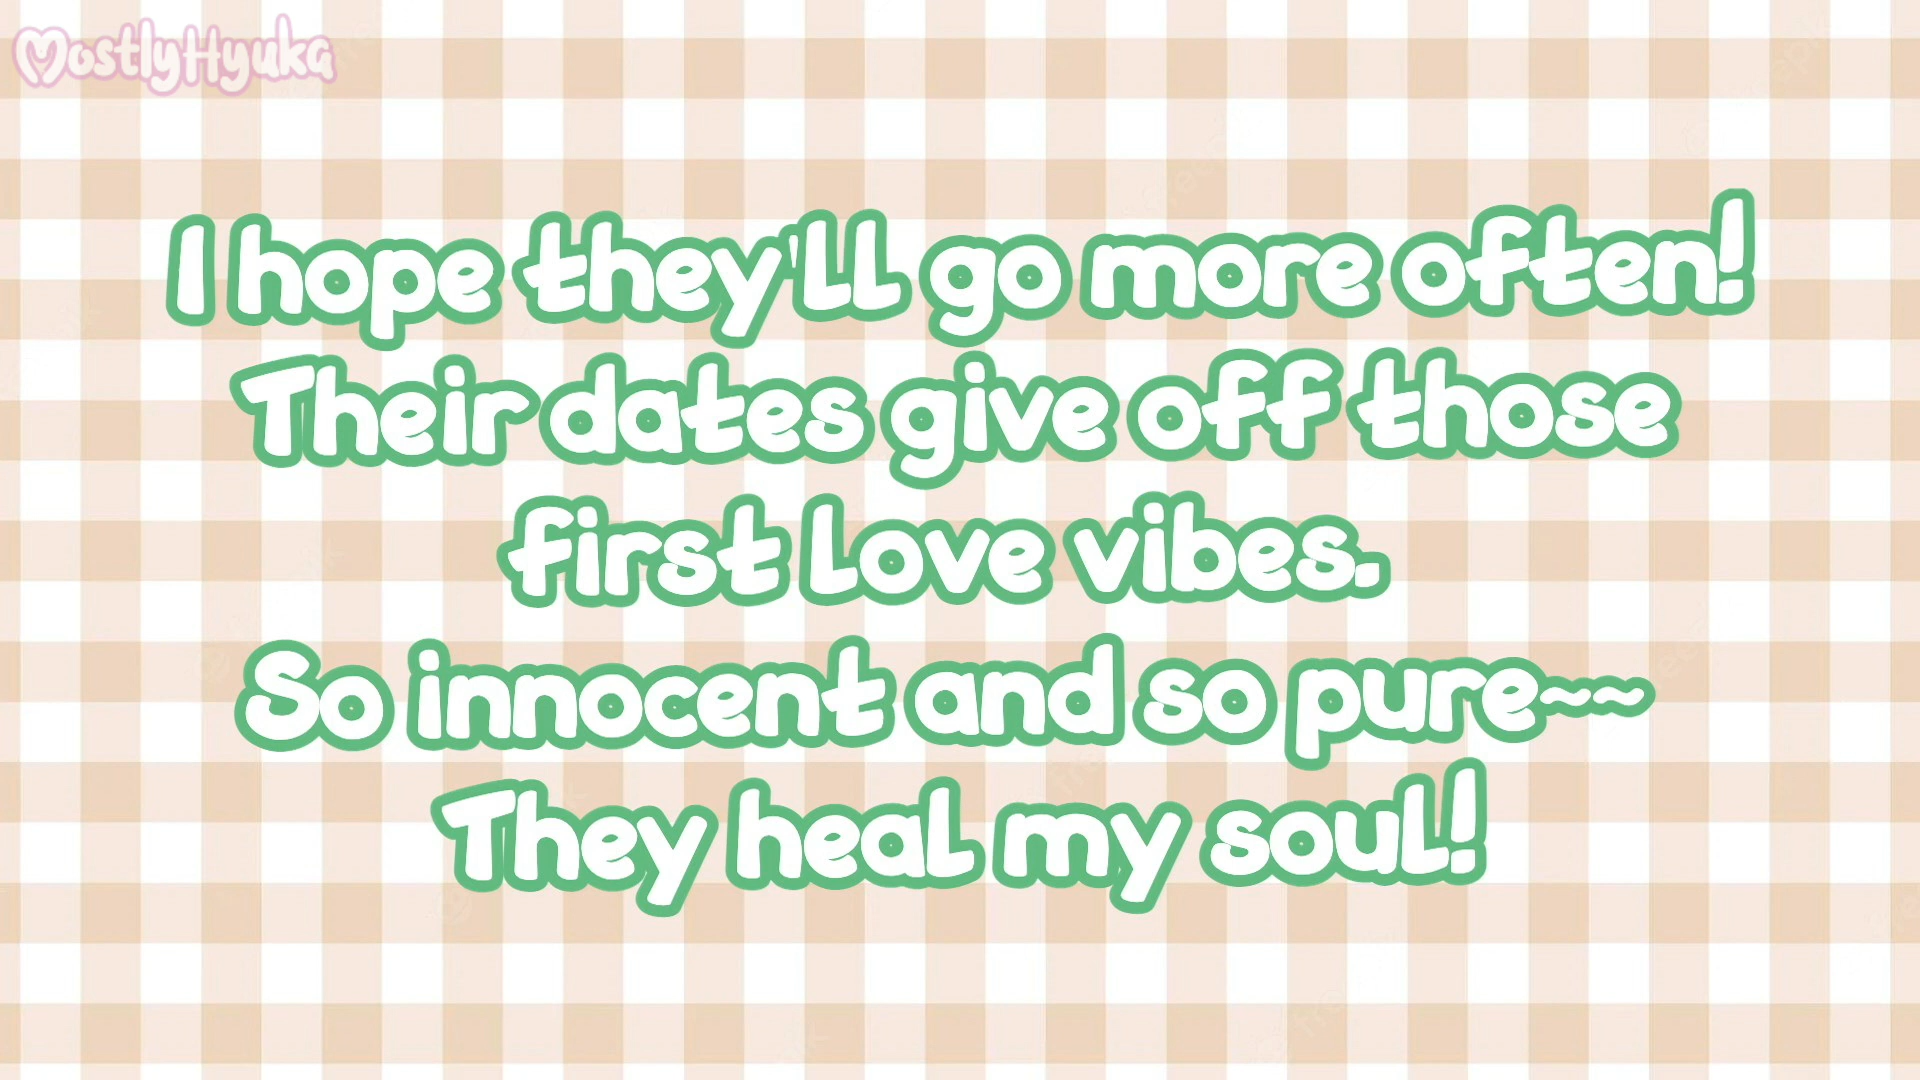 MostlyHyuka
I hope they'll go more often!
Their dates give off those
first love vibes.
So innocent and so pure~~
They heal my soul!